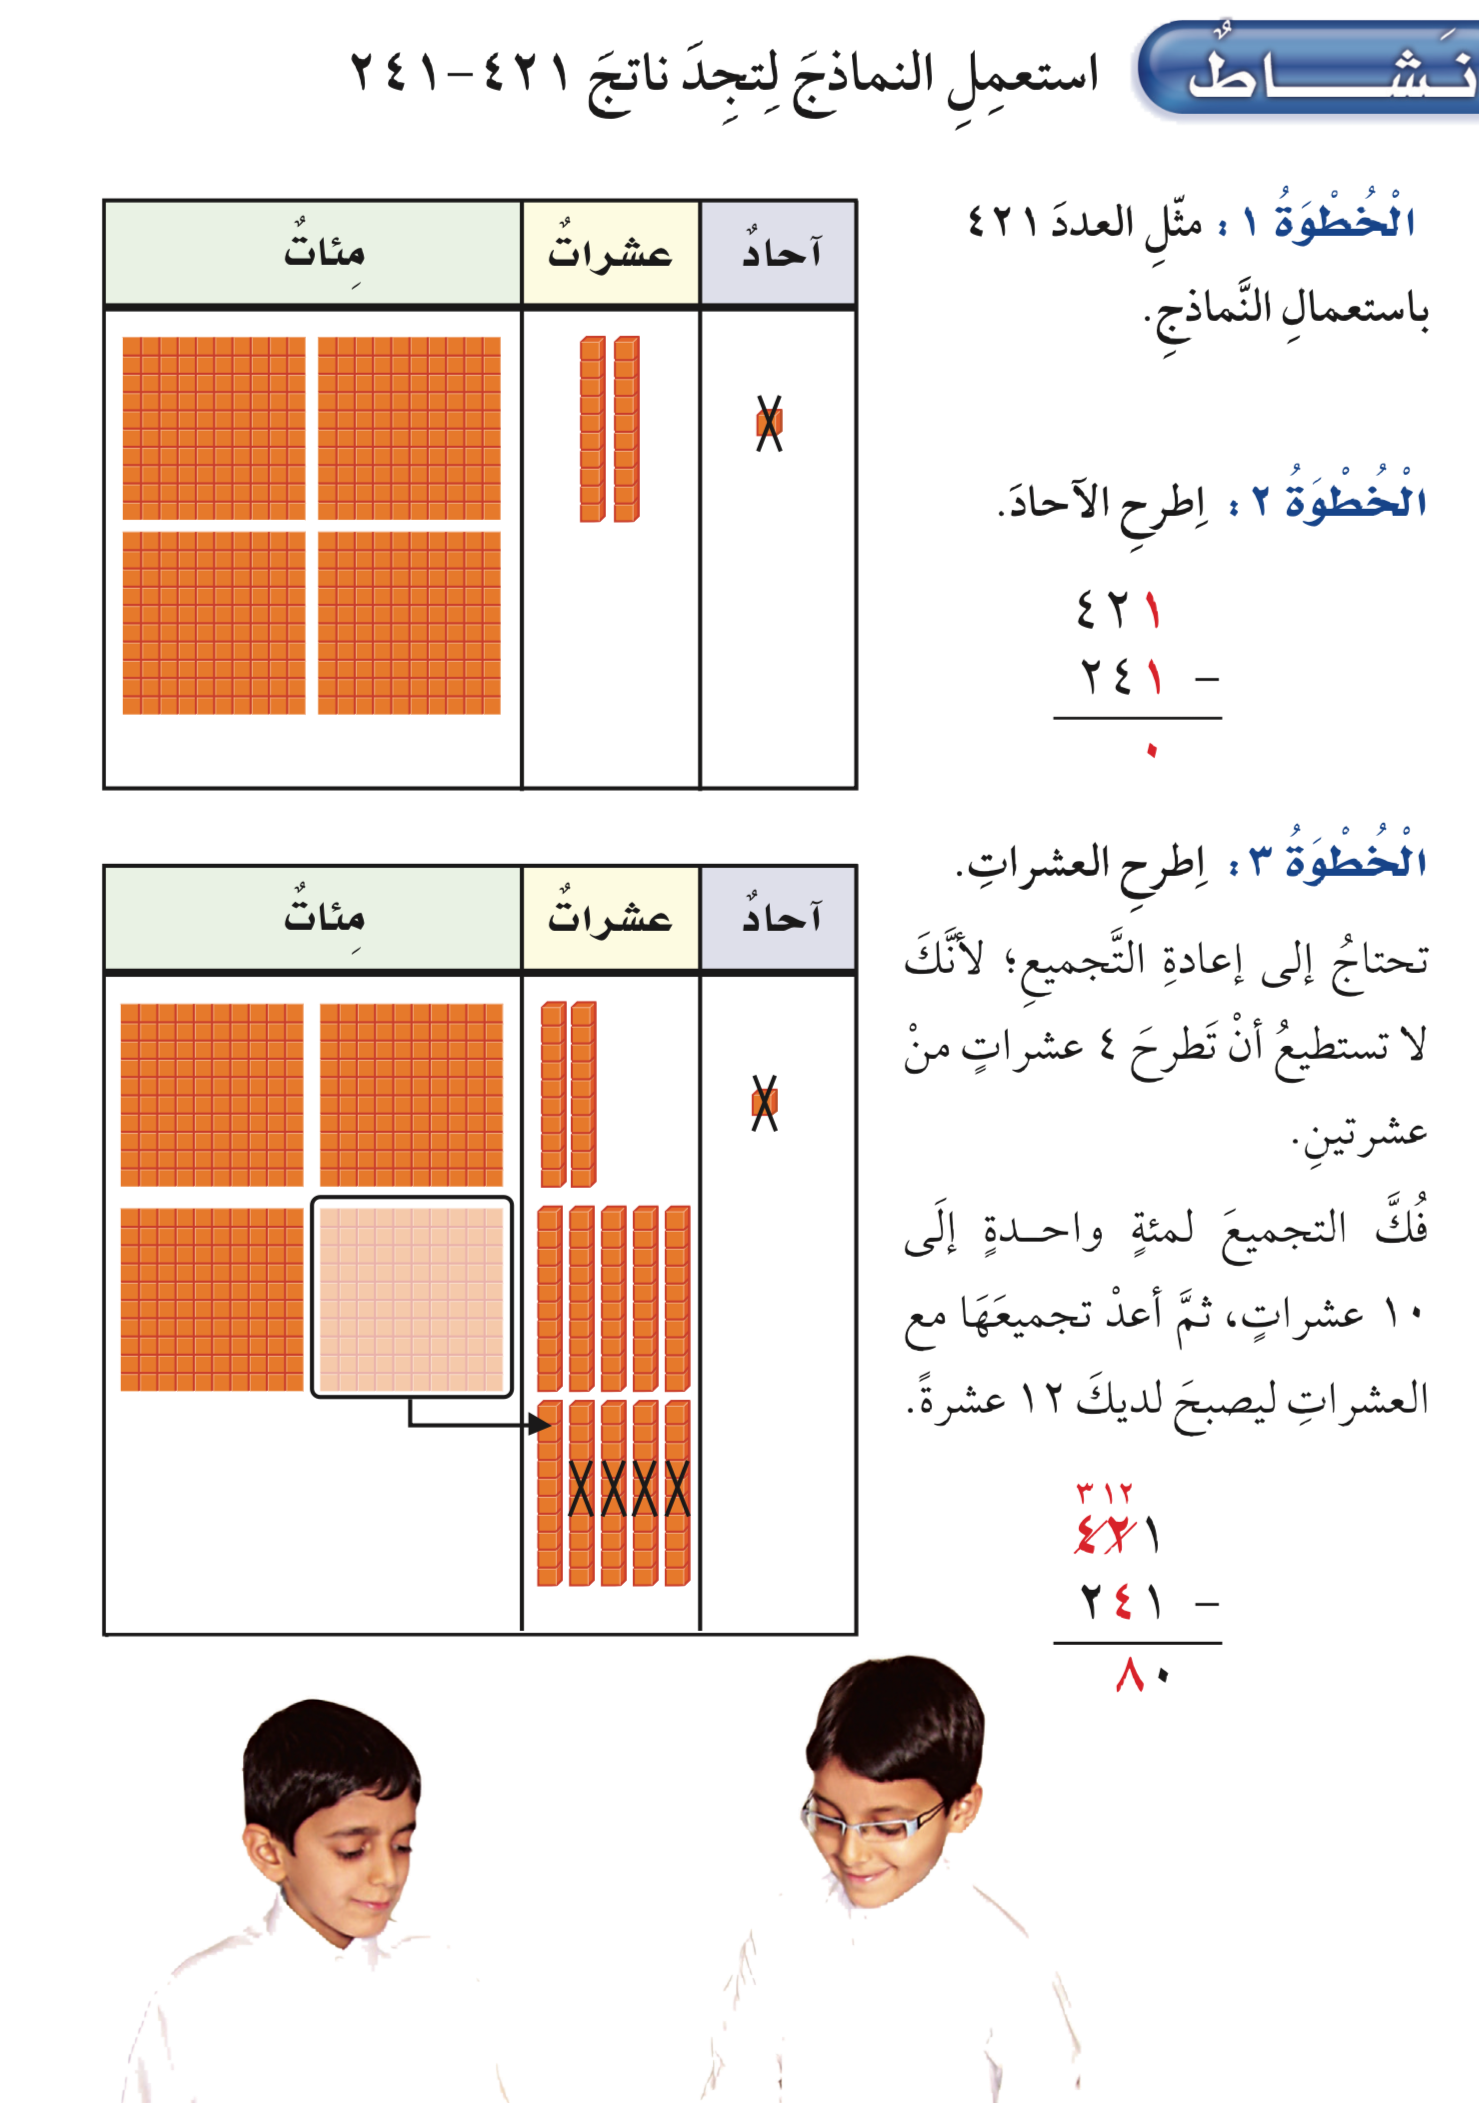 نَشـــاطٌ
استعمِلِ النماذجَ لِتجِدَ ناتجَ ٤٢١ – ٢٤١
الْخُطْوَةُ ١ : مثّلِ العددَ ٤٢١
باستعمالِ النَّماذجِ.
آحادٌ عشراتٌ مِئاتٌ
الْخُطْوَةُ ٢ : اِطرحِ الآحادَ.
٤٢١
– ٢٤١
٠
الْخُطْوَةُ ٣ : اِطرحِ العشراتِ.
تحتاجُ إلى إعادةِ التَّجميعِ؛ لأنَّكَ
لا تستطيعُ أنْ تَطرحَ ٤ عشراتٍ منْ
عشرتينِ.
فُكَّ التجميعَ لمئةٍ واحـدةٍ إلَى
١٠ عشراتٍ، ثمَّ أعدْ تجميعَهَا مع
العشراتِ ليصبحَ لديكَ ١٢ عشرةً.
آحادٌ عشراتٌ مِئاتٌ
٣ ١٢
٤٢١
– ٢٤١
٨٠